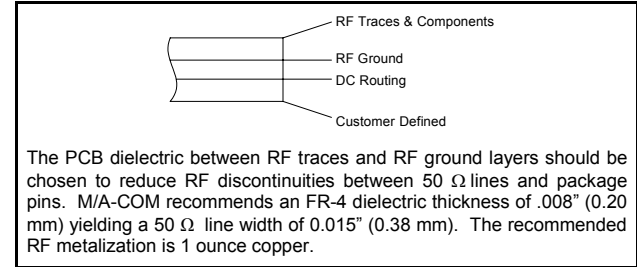 RF Traces & Components
RF Ground
DC Routing
Customer Defined
The PCB dielectric between RF traces and RF ground layers should be
chosen to reduce RF discontinuities between 50 Ω lines and package
pins. M/A-COM recommends an FR-4 dielectric thickness of .008” (0.20
mm) yielding a 50 Ω line width of 0.015” (0.38 mm). The recommended
RF metalization is 1 ounce copper.